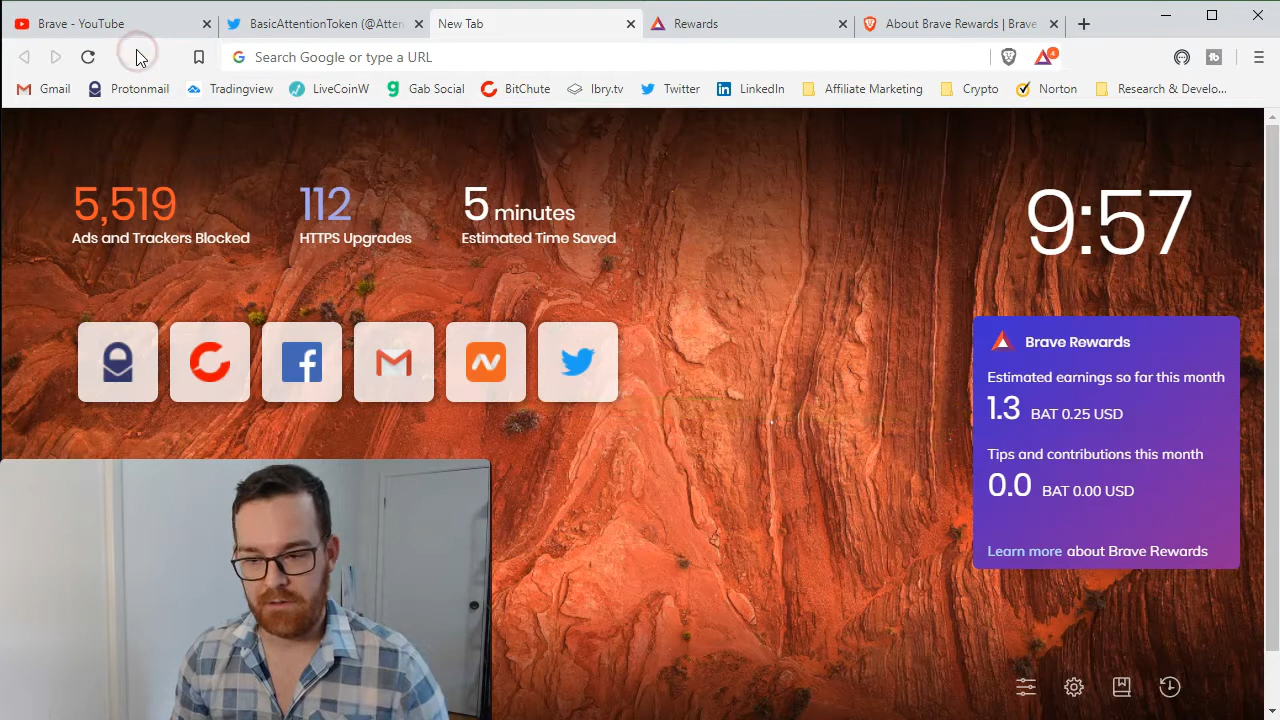 Brave - YouTube
BasicAttentionToken (@Atten
New Tab
Rewards
About Brave Rewards | Brave
Search Google or type a URL
4
Gmail
Protonmail
TradingView
LiveCoinW
Gab Social
BitChute
lbry.tv
Twitter
LinkedIn
Affiliate Marketing
Crypto
Norton
Research & Develo...
5,519
Ads and Trackers Blocked
112
HTTPS Upgrades
5 minutes
Estimated Time Saved
9:57
Brave Rewards
Estimated earnings so far this month
1.3 BAT 0.25 USD
Tips and contributions this month
0.0 BAT 0.00 USD
Learn more about Brave Rewards